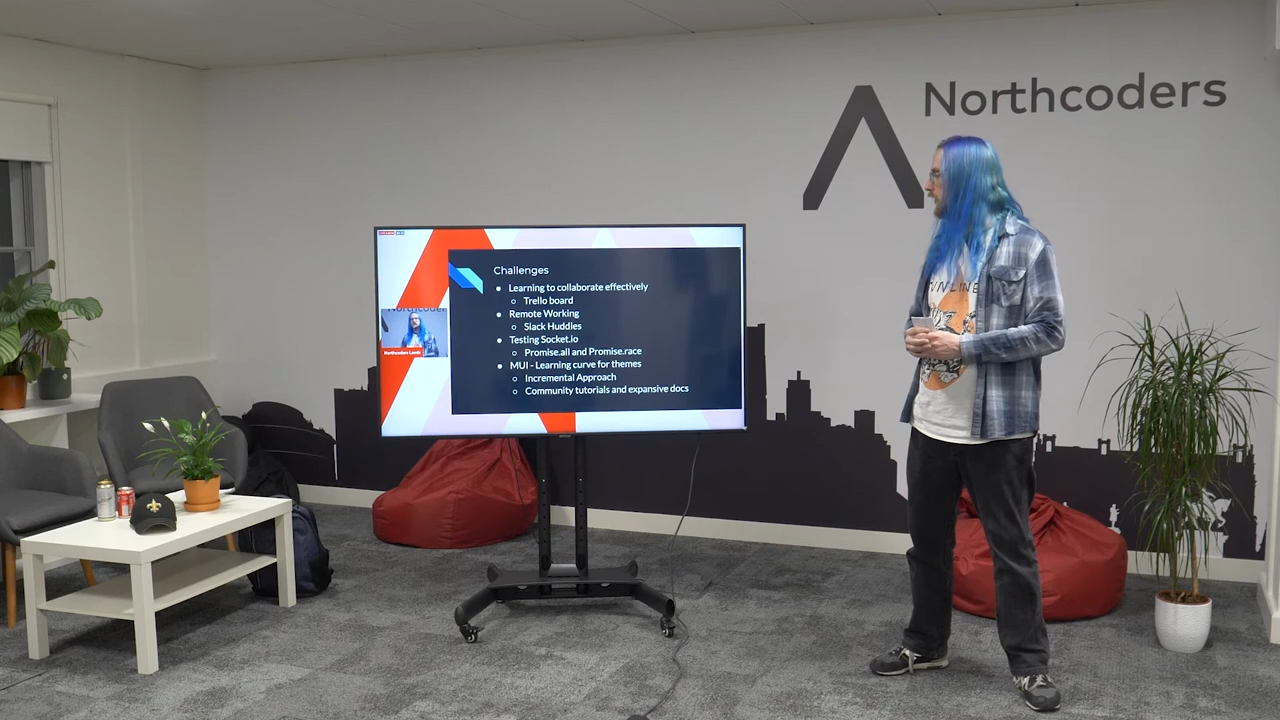 Northcoders
Challenges
Learning to collaborate effectively
Trello board
Remote Working
Slack Huddles
Testing Socket.io
Promise.all and Promise.race
MUI - Learning curve for themes
Incremental Approach
Community tutorials and expansive docs
Northcoders
Northcoders Leeds